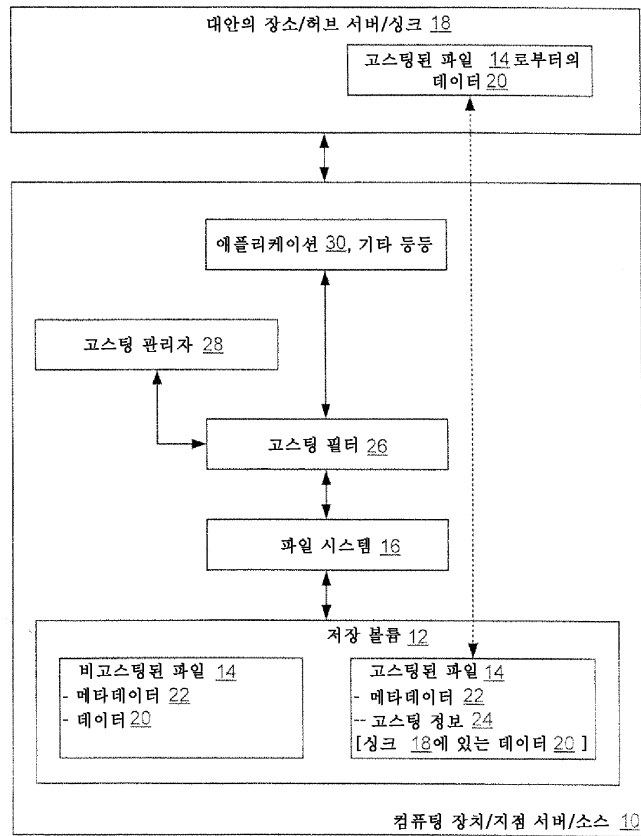 대안의 장소/허브 서버/싱크 18
고스팅된 파일 14로부터의
데이터 20
애플리케이션 30, 기타 등등
고스팅 관리자 28
고스팅 필터 26
파일 시스템 16
저장 볼륨 12
비고스팅된 파일 14
- 메타데이터 22
- 데이터 20
고스팅된 파일 14
- 메타데이터 22
-- 고스팅 정보 24
[싱크 18에 있는 데이터 20 ]
컴퓨팅 장치/지점 서버/소스 10